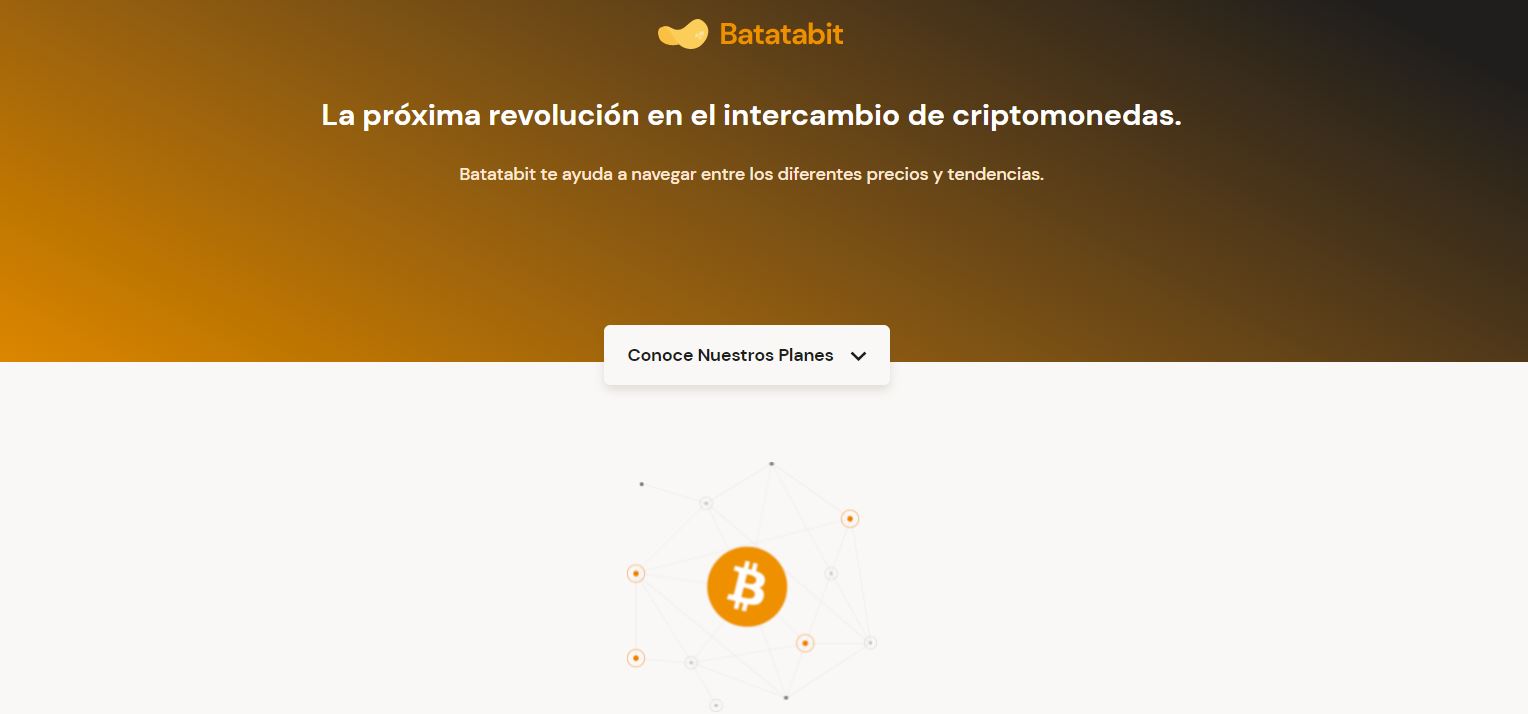 Batatabit
La próxima revolución en el intercambio de criptomonedas.
Batatabit te ayuda a navegar entre los diferentes precios y tendencias.
Conoce Nuestros Planes